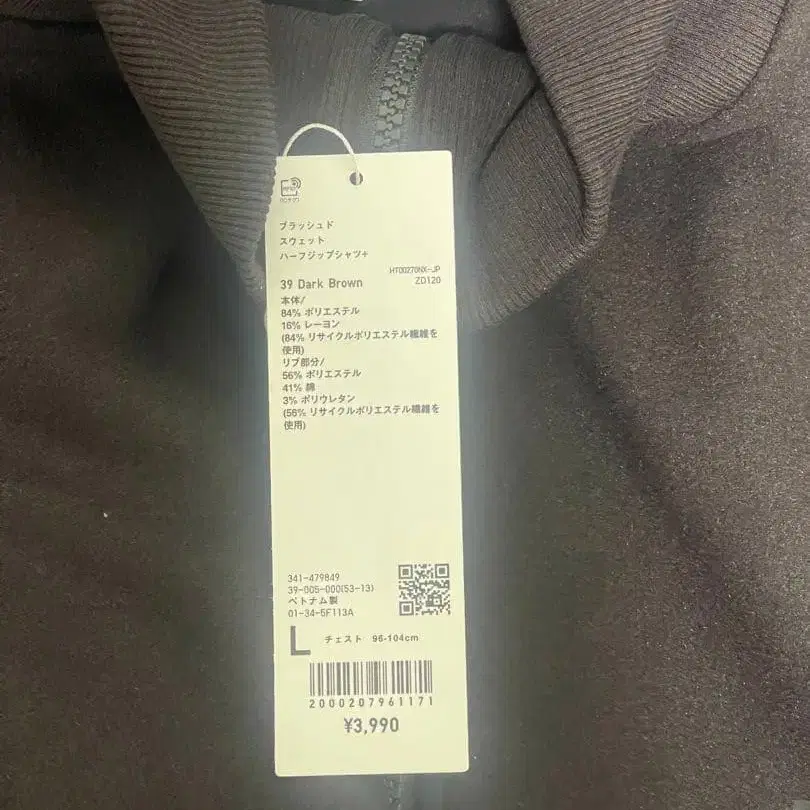 ブラッシュド
スウェット
ハーフジップシャツ+
HT00270NX-JP
39 Dark Brown ZD120
本体/
84% ポリエステル
16% レーヨン
(84% リサイクルポリエステル繊維を
使用)
リブ部分/
56% ポリエステル
41% 綿
3% ポリウレタン
(56% リサイクルポリエステル繊維を
使用)
341-479849
39-005-000(53-13)
ベトナム製
01-34-5F113A
L チェスト 96-104cm
2000207961171
¥3,990